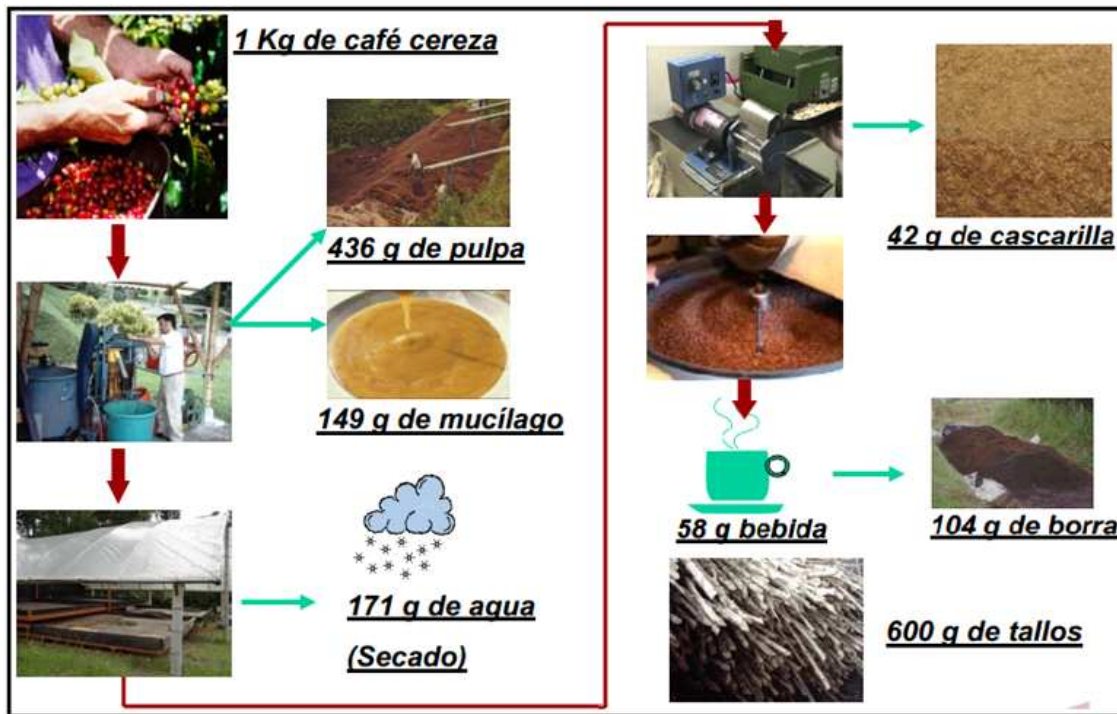 1 Kg de café cereza
436 g de pulpa
149 g de mucílago
171 g de agua
(Secado)
42 g de cascarilla
58 g bebida
104 g de borra
600 g de tallos